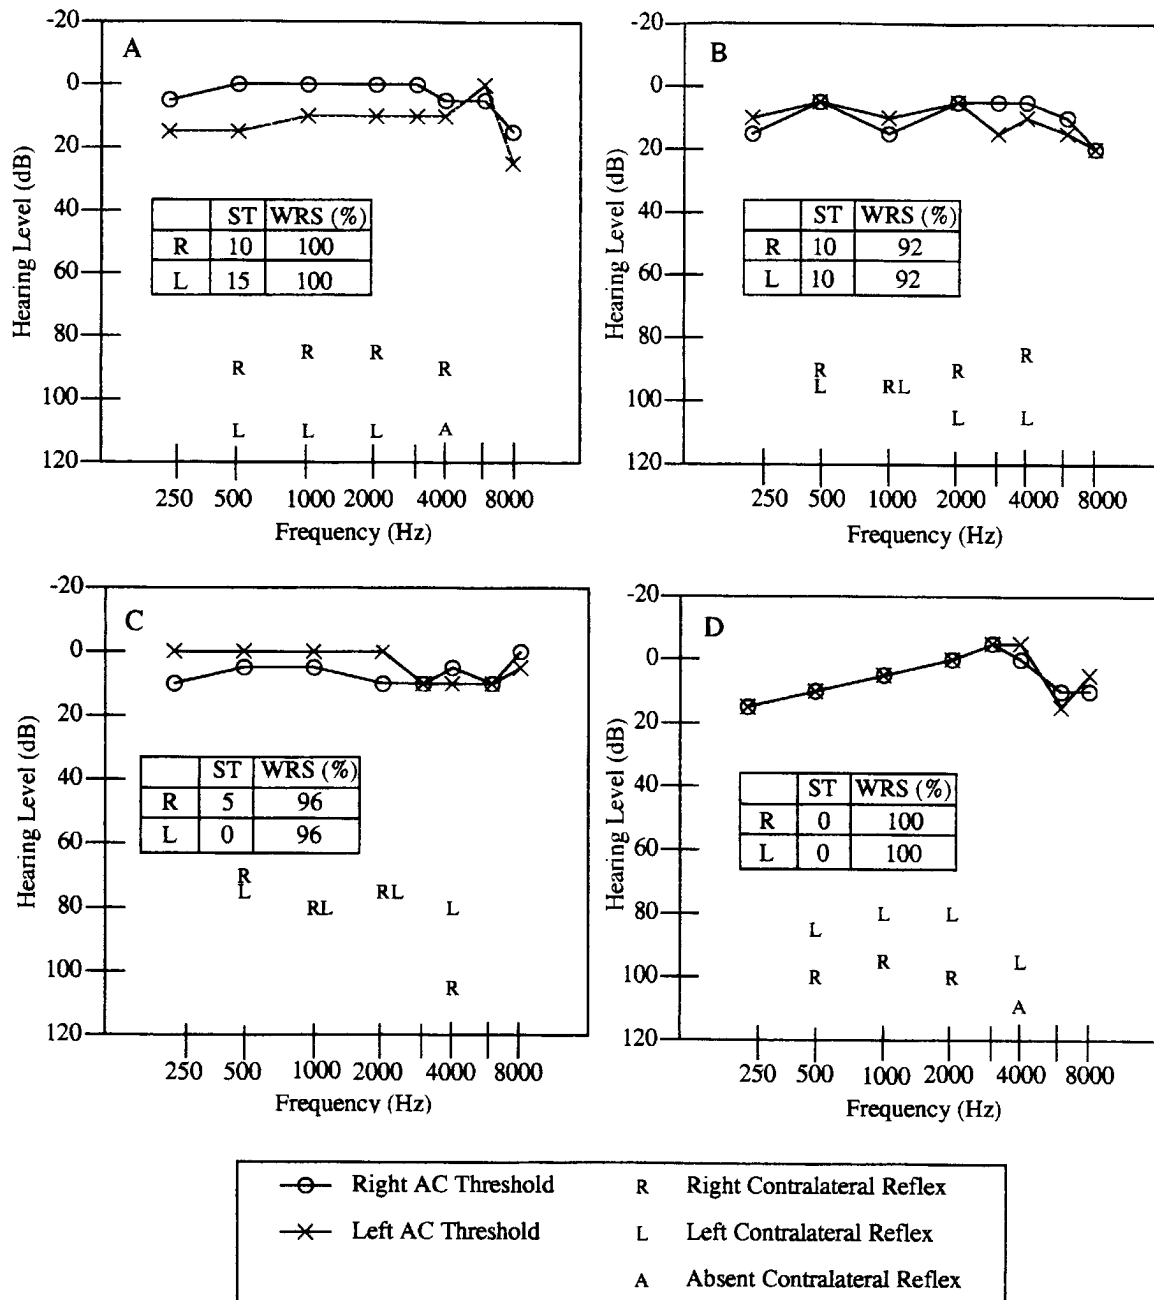 A
-20
0
20
40
60
80
100
120
Hearing Level (dB)
ST WRS (%)
R 10 100
L 15 100
R R R R
L L L A
250 500 1000 2000 4000 8000
Frequency (Hz)
B
-20
0
20
40
60
80
100
120
Hearing Level (dB)
ST WRS (%)
R 10 92
L 10 92
R R R
L RL L L
250 500 1000 2000 4000 8000
Frequency (Hz)
C
-20
0
20
40
60
80
100
120
Hearing Level (dB)
ST WRS (%)
R 5 96
L 0 96
R
L RL RL L
R
250 500 1000 2000 4000 8000
Frequency (Hz)
D
-20
0
20
40
60
80
100
120
Hearing Level (dB)
ST WRS (%)
R 0 100
L 0 100
L L L L
R R R A
250 500 1000 2000 4000 8000
Frequency (Hz)
Right AC Threshold
Left AC Threshold
R Right Contralateral Reflex
L Left Contralateral Reflex
A Absent Contralateral Reflex